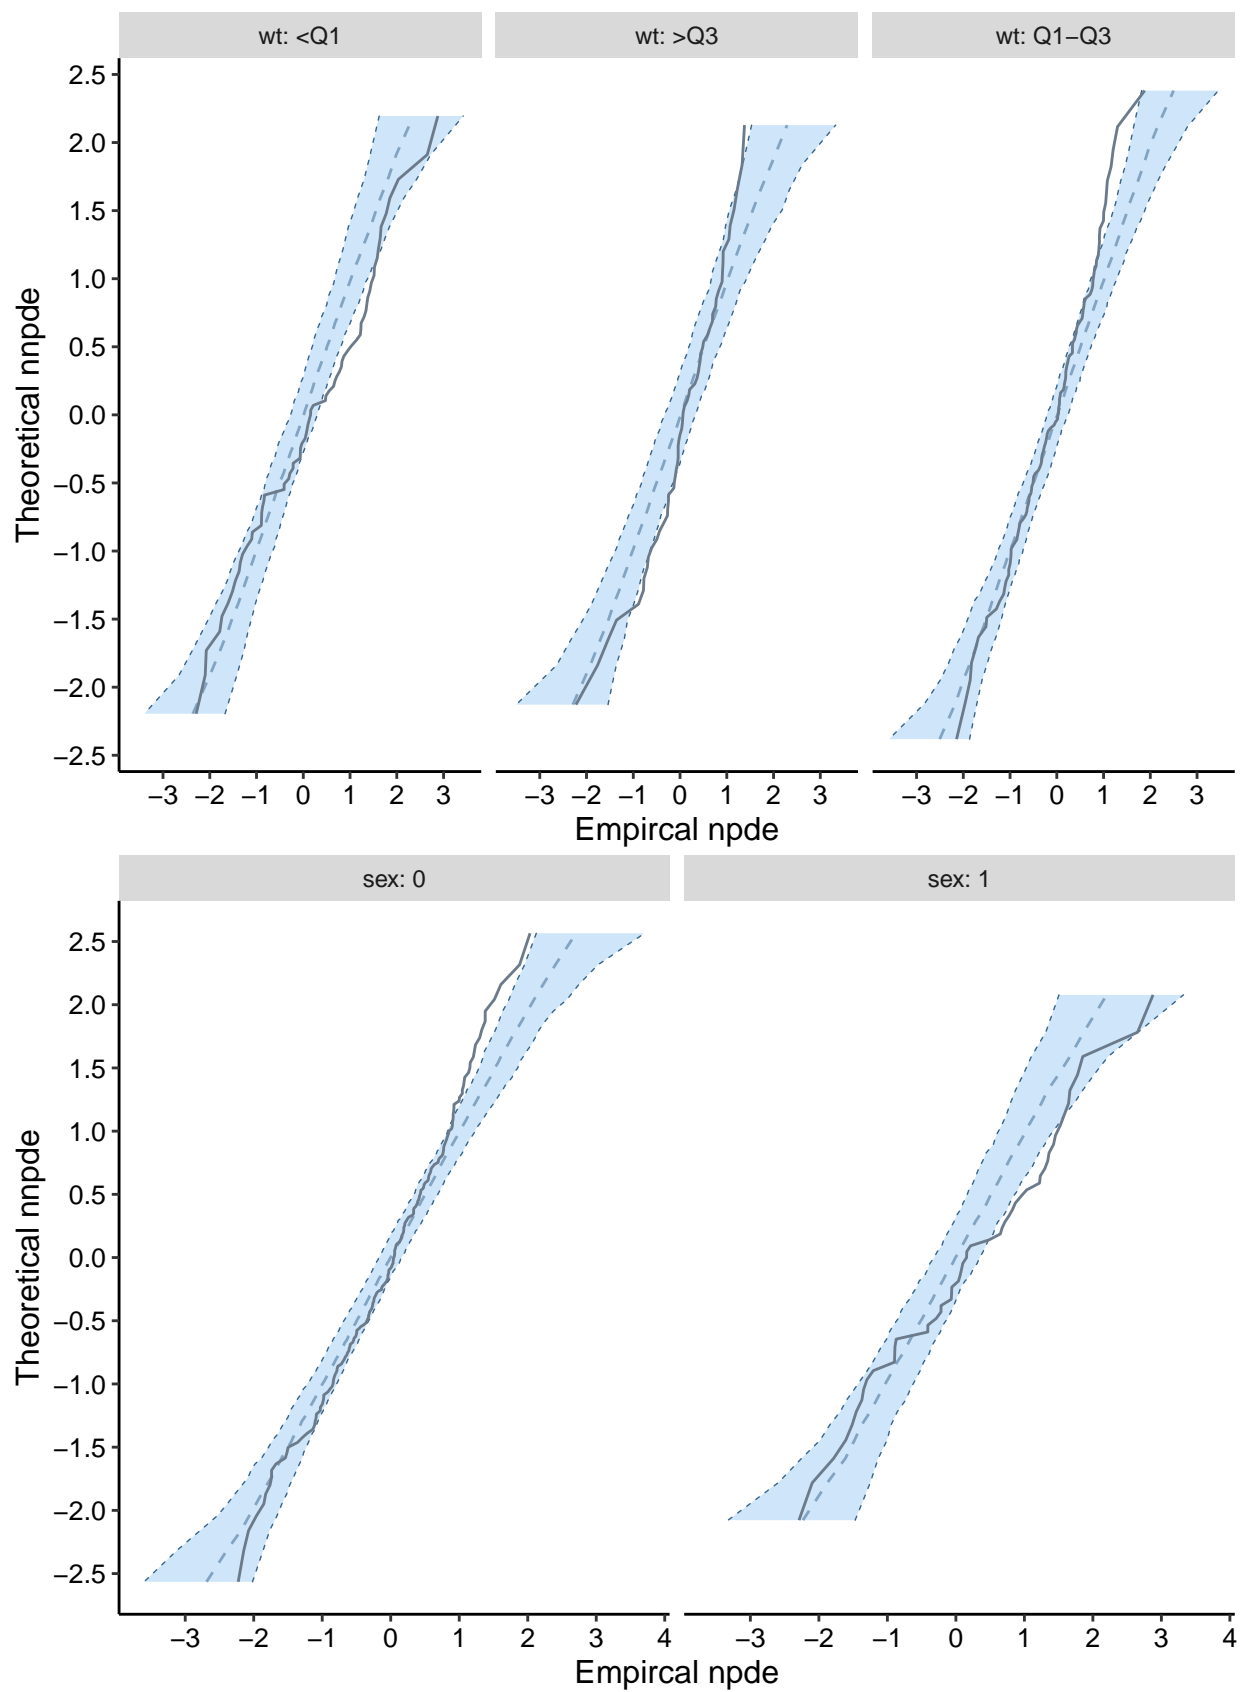 wt: <Q1
wt: >Q3
wt: Q1−Q3
2.5
2.0
1.5
1.0
0.5
0.0
−0.5
−1.0
−1.5
−2.0
−2.5
Theoretical nnpde
−3 −2 −1 0 1 2 3
−3 −2 −1 0 1 2 3
−3 −2 −1 0 1 2 3
Empircal npde
sex: 0
sex: 1
2.5
2.0
1.5
1.0
0.5
0.0
−0.5
−1.0
−1.5
−2.0
−2.5
Theoretical nnpde
−3 −2 −1 0 1 2 3 4
−3 −2 −1 0 1 2 3 4
Empircal npde